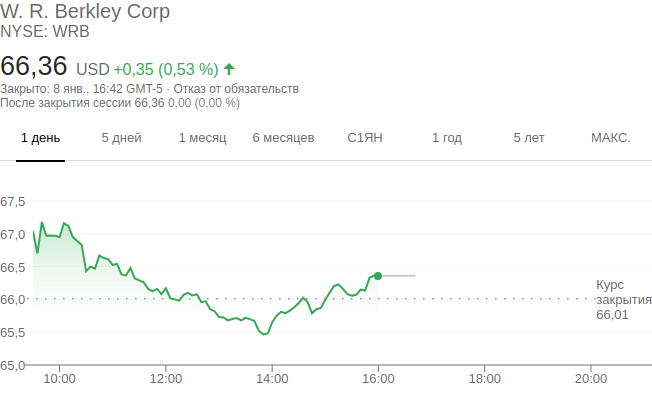 W. R. Berkley Corp
NYSE: WRB
66,36 USD +0,35 (0,53 %)
Закрыто: 8 янв., 16:42 GMT-5 · Отказ от обязательств
После закрытия сессии 66,36 0,00 (0,00 %)
1 день 5 дней 1 месяц 6 месяцев С1ЯН 1 год 5 лет МАКС.
67,5
67,0
66,5
66,0
65,5
65,0
Курс
закрытия
66,01
10:00 12:00 14:00 16:00 18:00 20:00